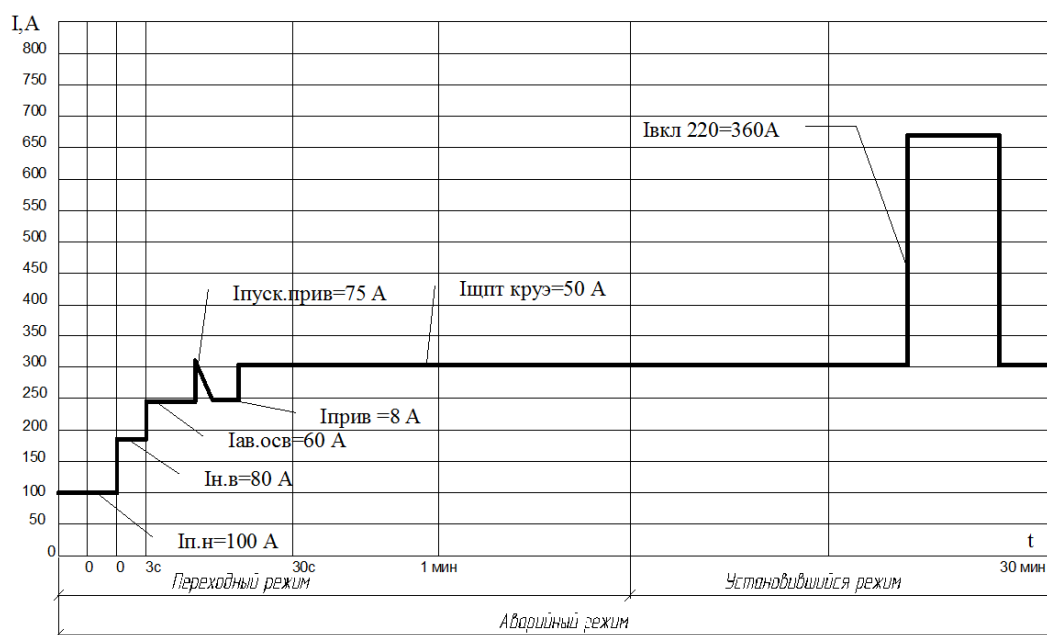 I,А
800
750
700
650
600
550
500
450
400
350
300
250
200
150
100
50
0
Iвкл 220=360А
Iпуск.прив=75 А
Iщпт круэ=50 А
Iприв =8 А
Iав.осв=60 А
Iн.в=80 А
Iп.н=100 А
t
0 0 3с 30с 1 мин 30 мин
Переходный режим Установившийся режим
Аварийный режим